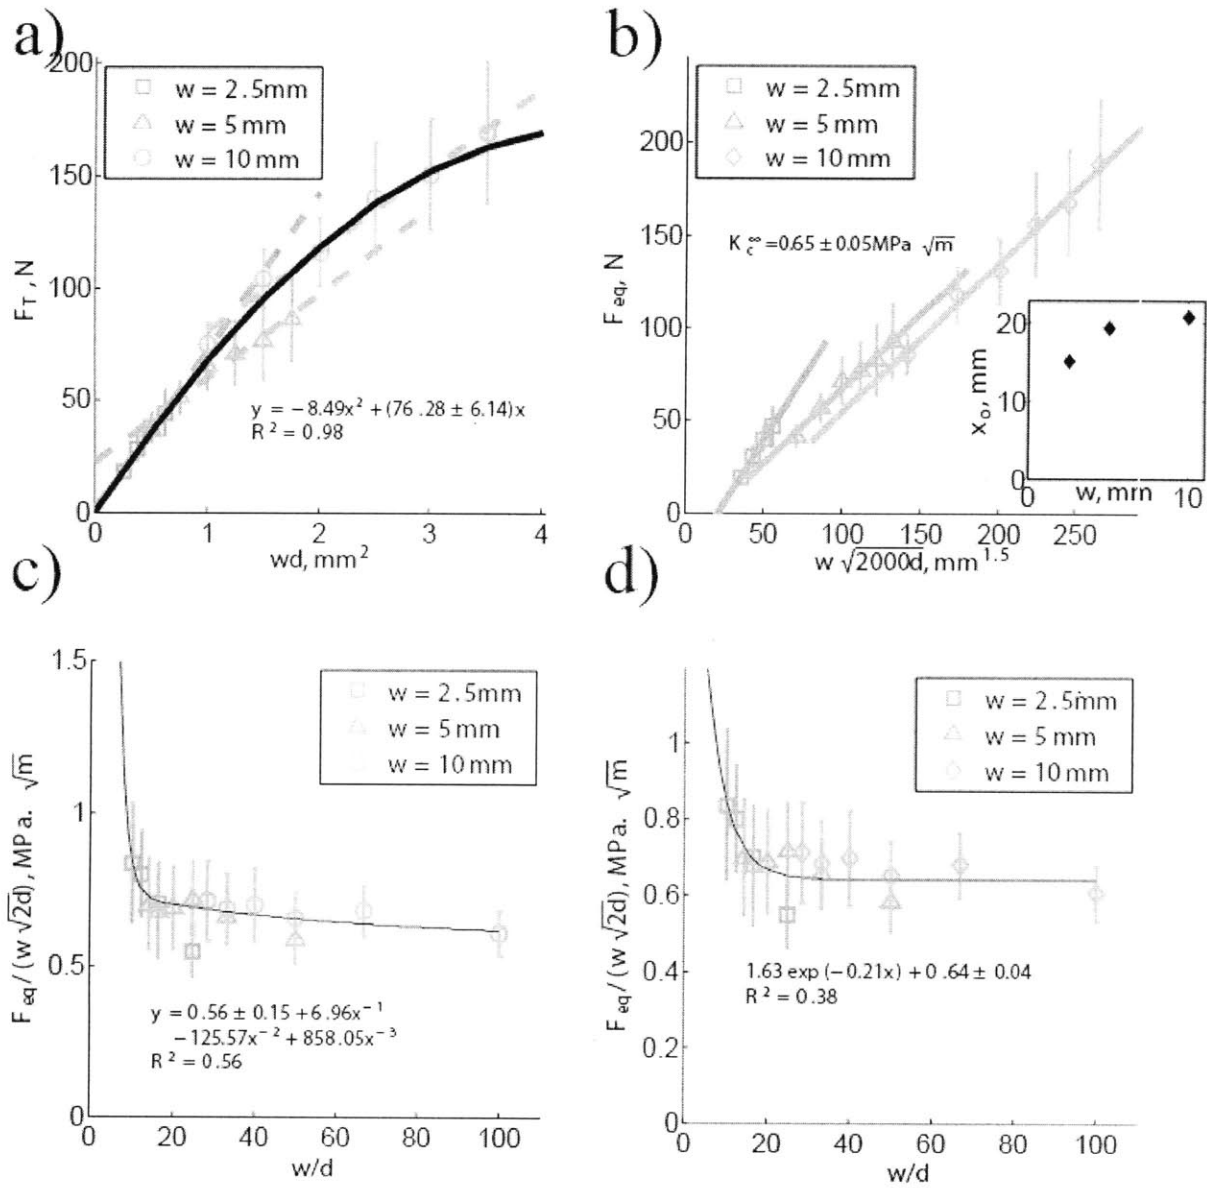 a)
200
150
100
50
0
F_T, N
w = 2.5mm
w = 5 mm
w = 10 mm
y = −8.49x² + (76.28 ± 6.14)x
R² = 0.98
0 1 2 3 4
wd, mm²
b)
200
150
100
50
0
F_eq, N
w = 2.5mm
w = 5 mm
w = 10 mm
K_c^∞ =0.65 ± 0.05MPa √m
20
10
0
x_o, mm
0 10
w, mm
0 50 100 150 200 250
w √2000d, mm^1.5
c)
1.5
1
0.5
0
F_eq / (w √2d), MPa. √m
w = 2.5mm
w = 5 mm
w = 10 mm
y = 0.56 ± 0.15 + 6.96x⁻¹
−125.57x⁻² + 858.05x⁻³
R² = 0.56
0 20 40 60 80 100
w/d
d)
1
0.8
0.6
0.4
0.2
0
F_eq / (w √2d), MPa. √m
w = 2.5mm
w = 5 mm
w = 10 mm
1.63 exp (−0.21x) + 0.64 ± 0.04
R² = 0.38
0 20 40 60 80 100
w/d